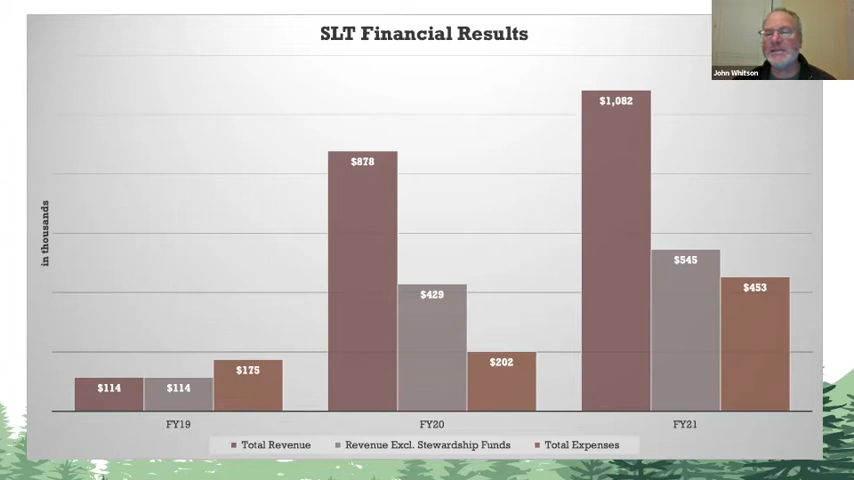 SLT Financial Results
John Whitson
in thousands
$1,082
$878
$545
$453
$429
$202
$175
$114
$114
FY19
FY20
FY21
Total Revenue
Revenue Excl. Stewardship Funds
Total Expenses